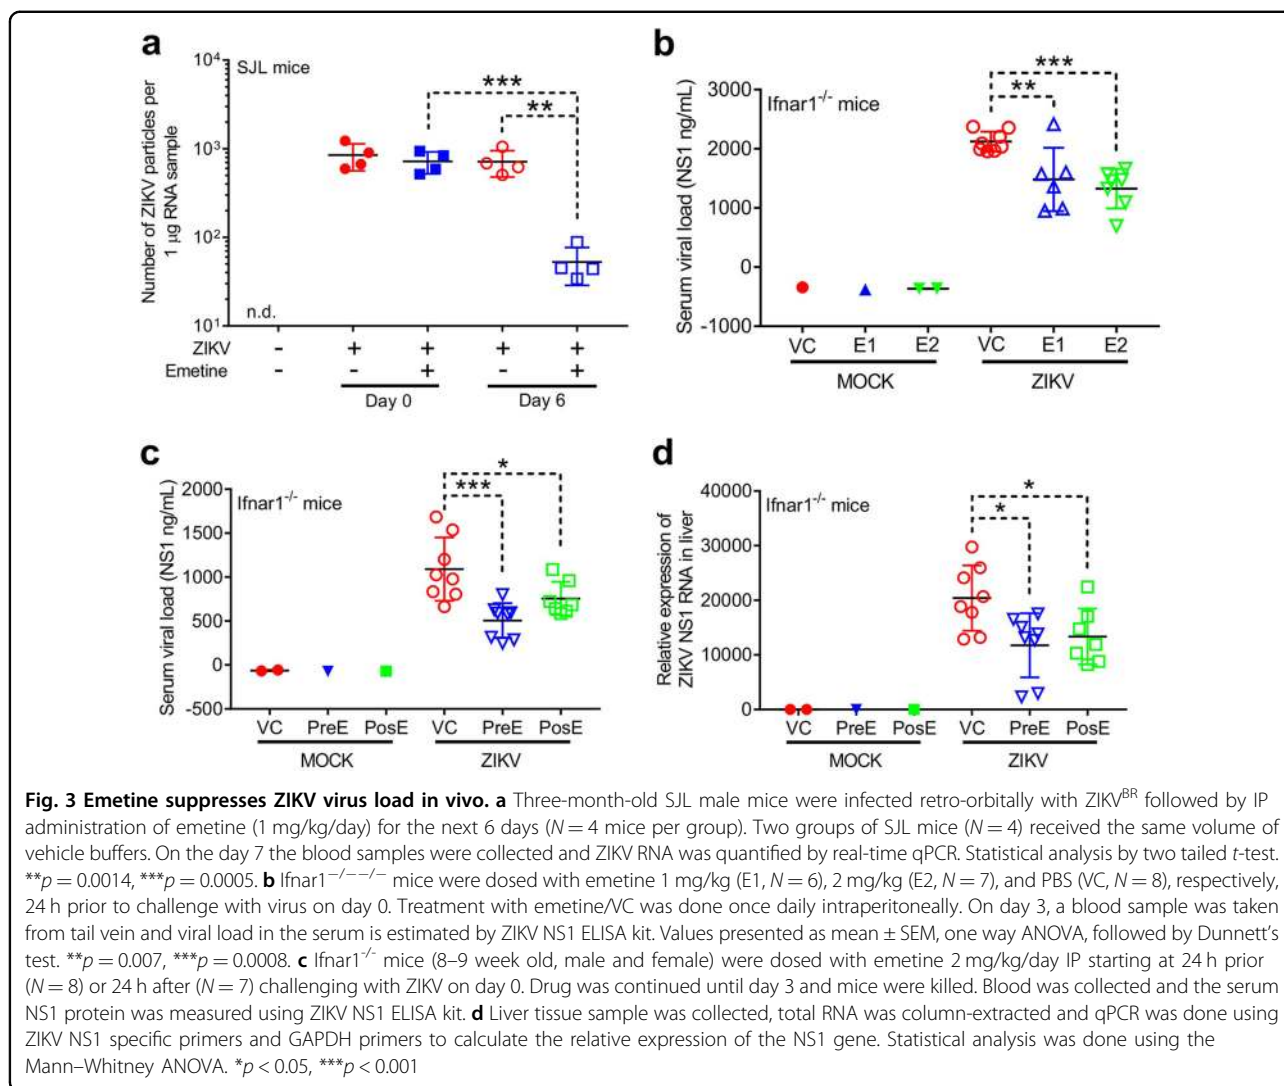 a
SJL mice
***
**
10⁴
10³
10²
10¹
Number of ZIKV particles per
1 µg RNA sample
n.d.
ZIKV - + + + +
Emetine - - + - +
Day 0 Day 6
b
Ifnar1-/- mice
***
**
3000
2000
1000
0
-1000
Serum viral load (NS1 ng/mL)
VC E1 E2 VC E1 E2
MOCK ZIKV
c
Ifnar1-/- mice
*
***
2000
1500
1000
500
0
-500
Serum viral load (NS1 ng/mL)
VC PreE PosE VC PreE PosE
MOCK ZIKV
d
Ifnar1-/- mice
*
*
40000
30000
20000
10000
0
Relative expression of
ZIKV NS1 RNA in liver
VC PreE PosE VC PreE PosE
MOCK ZIKV
Fig. 3 Emetine suppresses ZIKV virus load in vivo. a Three-month-old SJL male mice were infected retro-orbitally with ZIKVBR followed by IP
administration of emetine (1 mg/kg/day) for the next 6 days (N = 4 mice per group). Two groups of SJL mice (N = 4) received the same volume of
vehicle buffers. On the day 7 the blood samples were collected and ZIKV RNA was quantified by real-time qPCR. Statistical analysis by two tailed t-test.
**p = 0.0014, ***p = 0.0005. b Ifnar1−/−−/− mice were dosed with emetine 1 mg/kg (E1, N = 6), 2 mg/kg (E2, N = 7), and PBS (VC, N = 8), respectively,
24 h prior to challenge with virus on day 0. Treatment with emetine/VC was done once daily intraperitoneally. On day 3, a blood sample was taken
from tail vein and viral load in the serum is estimated by ZIKV NS1 ELISA kit. Values presented as mean ± SEM, one way ANOVA, followed by Dunnett's
test. **p = 0.007, ***p = 0.0008. c Ifnar1-/- mice (8–9 week old, male and female) were dosed with emetine 2 mg/kg/day IP starting at 24 h prior
(N = 8) or 24 h after (N = 7) challenging with ZIKV on day 0. Drug was continued until day 3 and mice were killed. Blood was collected and the serum
NS1 protein was measured using ZIKV NS1 ELISA kit. d Liver tissue sample was collected, total RNA was column-extracted and qPCR was done using
ZIKV NS1 specific primers and GAPDH primers to calculate the relative expression of the NS1 gene. Statistical analysis was done using the
Mann–Whitney ANOVA. *p < 0.05, ***p < 0.001